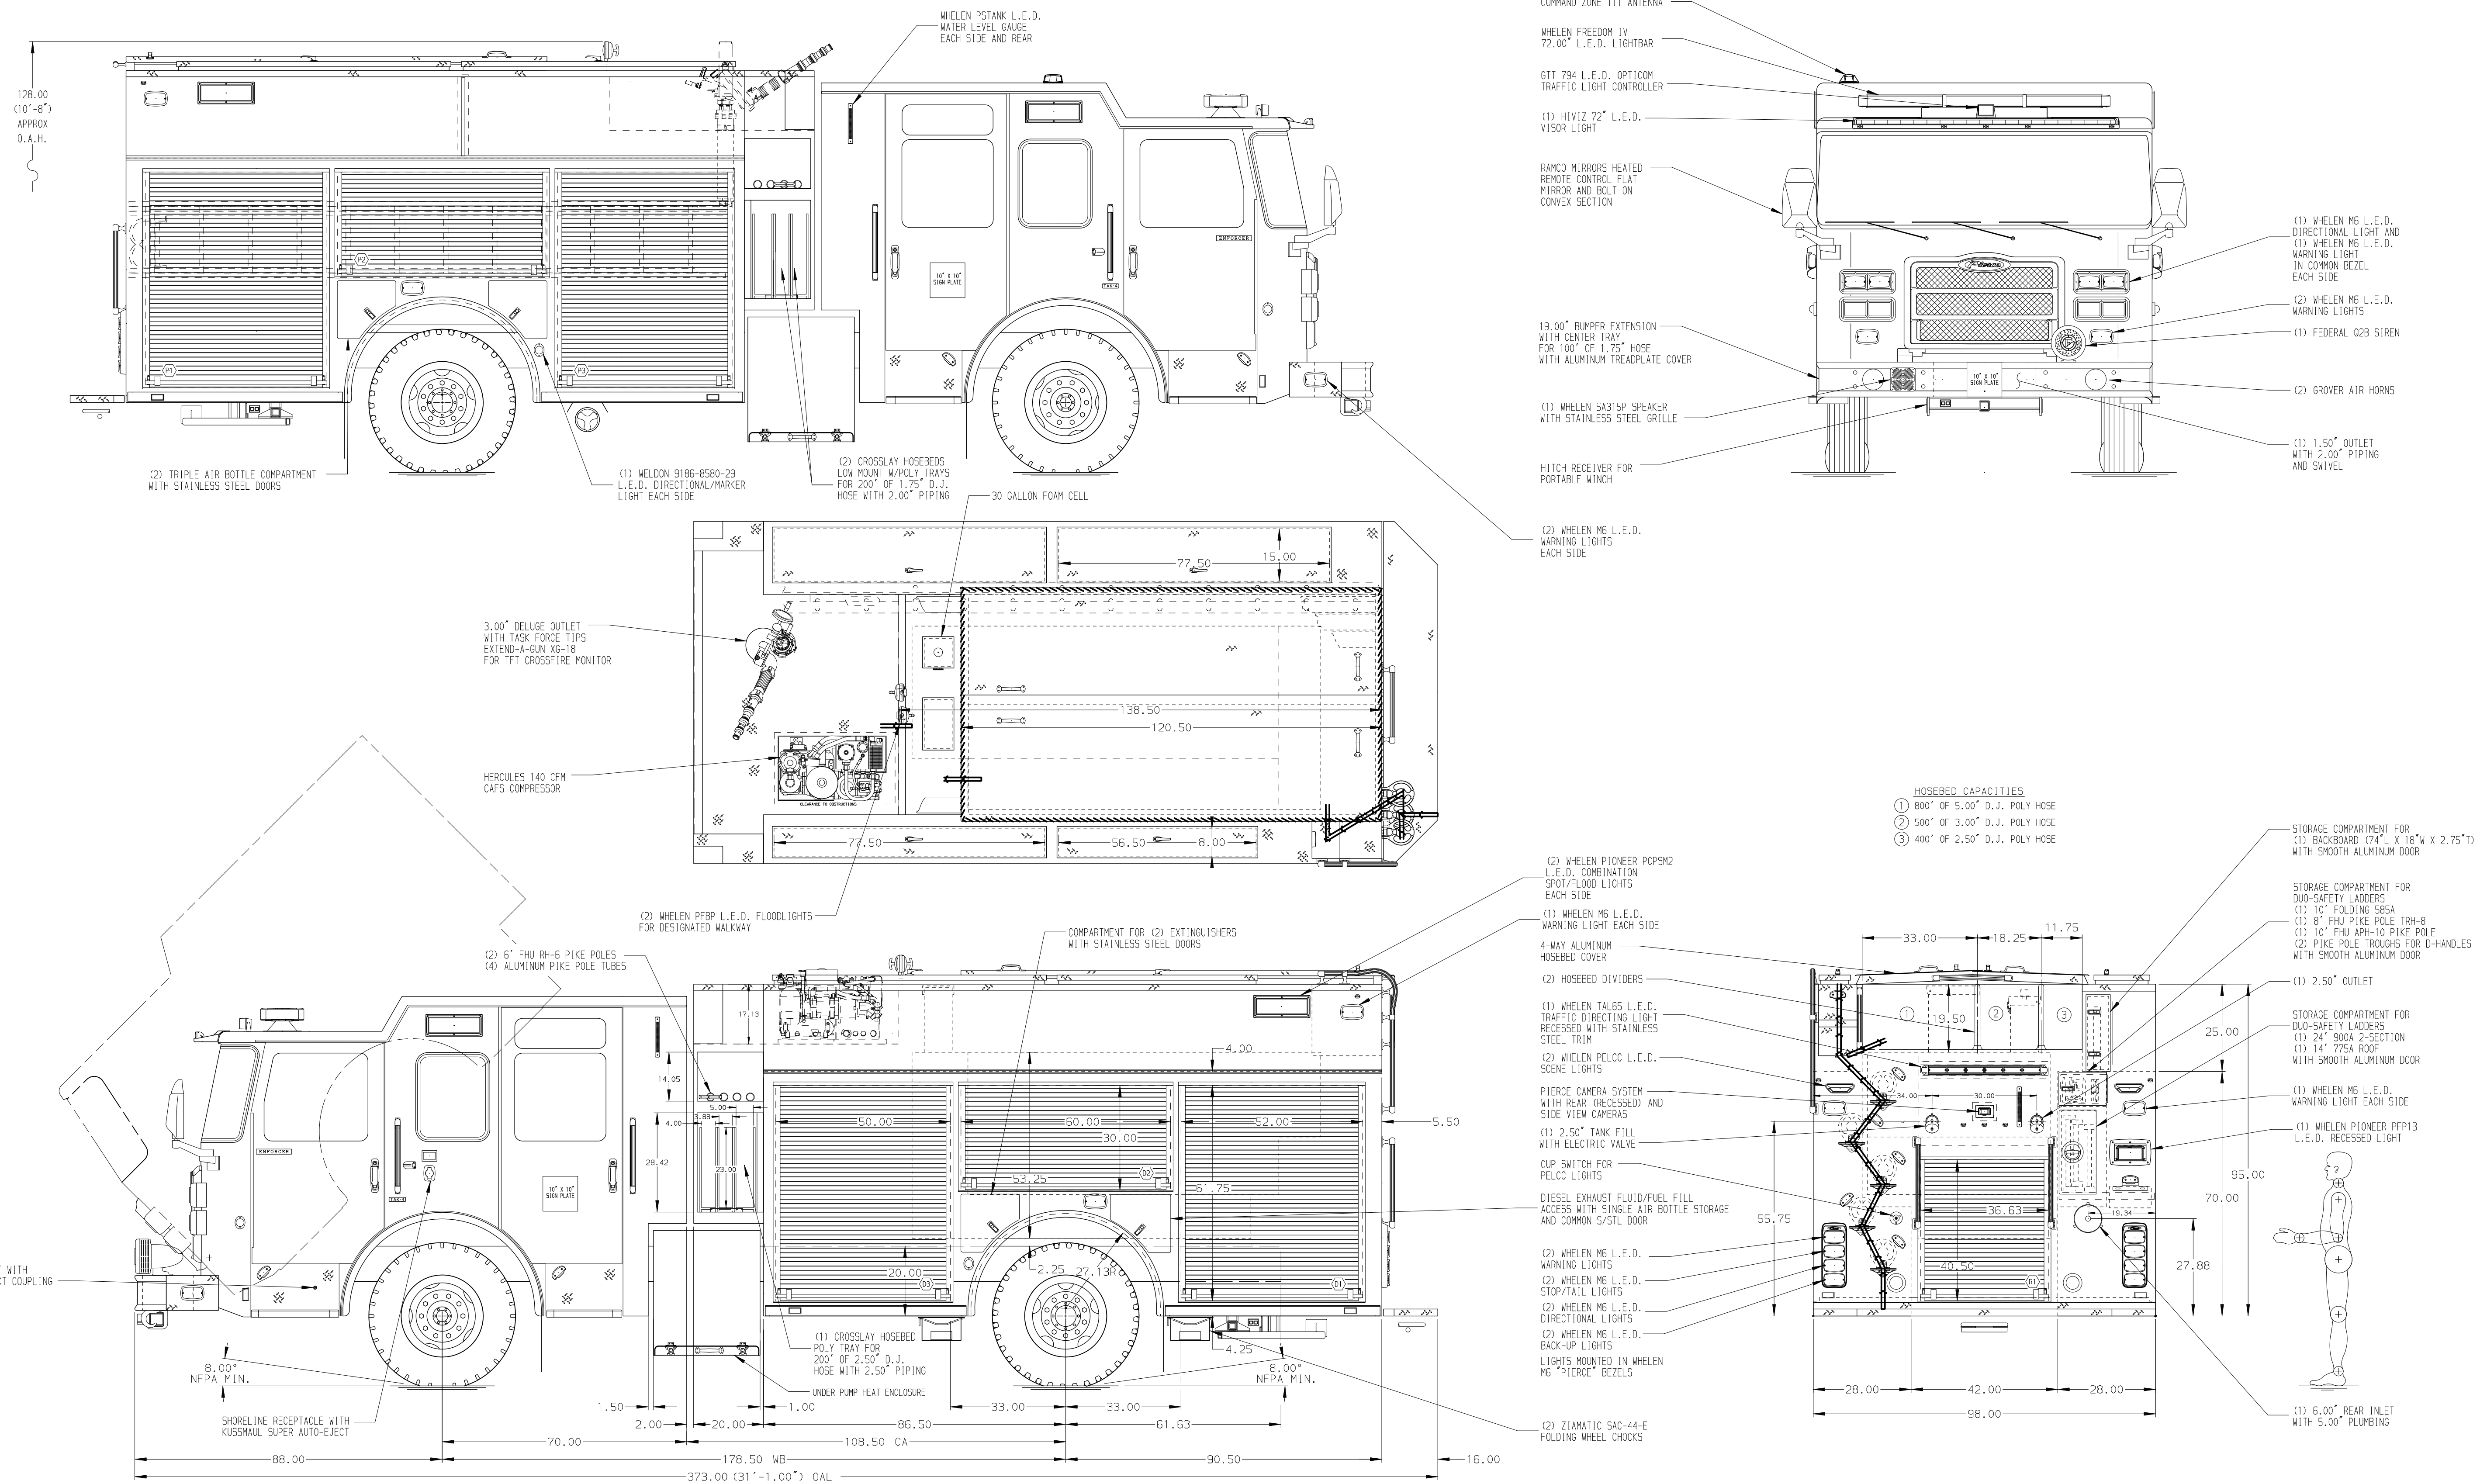 WHELEN PSTANK L.E.D.
WATER LEVEL GAUGE
EACH SIDE AND REAR
128.00
(10'-8")
APPROX
O.A.H.
P2
P1
P3
10" X 10"
SIGN PLATE
TAK-4
ENFORCER
(2) TRIPLE AIR BOTTLE COMPARTMENT
WITH STAINLESS STEEL DOORS
(1) WELDON 9186-8580-29
L.E.D. DIRECTIONAL/MARKER
LIGHT EACH SIDE
(2) CROSSLAY HOSEBEDS
LOW MOUNT W/POLY TRAYS
FOR 200' OF 1.75" D.J.
HOSE WITH 2.00" PIPING
COMMAND ZONE III ANTENNA
WHELEN FREEDOM IV
72.00" L.E.D. LIGHTBAR
GTT 794 L.E.D. OPTICOM
TRAFFIC LIGHT CONTROLLER
(1) HIVIZ 72" L.E.D.
VISOR LIGHT
RAMCO MIRRORS HEATED
REMOTE CONTROL FLAT
MIRROR AND BOLT ON
CONVEX SECTION
19.00" BUMPER EXTENSION
WITH CENTER TRAY
FOR 100' OF 1.75" HOSE
WITH ALUMINUM TREADPLATE COVER
(1) WHELEN SA315P SPEAKER
WITH STAINLESS STEEL GRILLE
HITCH RECEIVER FOR
PORTABLE WINCH
(2) WHELEN M6 L.E.D.
WARNING LIGHTS
EACH SIDE
Pierce
10" X 10"
SIGN PLATE
(1) WHELEN M6 L.E.D.
DIRECTIONAL LIGHT AND
(1) WHELEN M6 L.E.D.
WARNING LIGHT
IN COMMON BEZEL
EACH SIDE
(2) WHELEN M6 L.E.D.
WARNING LIGHTS
(1) FEDERAL Q2B SIREN
(2) GROVER AIR HORNS
(1) 1.50" OUTLET
WITH 2.00" PIPING
AND SWIVEL
30 GALLON FOAM CELL
3.00" DELUGE OUTLET
WITH TASK FORCE TIPS
EXTEND-A-GUN XG-18
FOR TFT CROSSFIRE MONITOR
HERCULES 140 CFM
CAFS COMPRESSOR
15.00
77.50
138.50
120.50
CLEARANCE TO OBSTRUCTIONS
77.50
56.50
8.00
(2) WHELEN PFBP L.E.D. FLOODLIGHTS
FOR DESIGNATED WALKWAY
HOSEBED CAPACITIES
1 800' OF 5.00" D.J. POLY HOSE
2 500' OF 3.00" D.J. POLY HOSE
3 400' OF 2.50" D.J. POLY HOSE
(2) 6' FHU RH-6 PIKE POLES
(4) ALUMINUM PIKE POLE TUBES
COMPARTMENT FOR (2) EXTINGUISHERS
WITH STAINLESS STEEL DOORS
17.13
14.05
5.00
3.88
4.00
28.42
23.00
4.00
50.00
60.00
52.00
5.50
30.00
D2
53.25
61.75
20.00
2.25
27.13R
D3
D1
ENFORCER
TAK-4
10" X 10"
SIGN PLATE
T WITH
CT COUPLING
8.00°
NFPA MIN.
SHORELINE RECEPTACLE WITH
KUSSMAUL SUPER AUTO-EJECT
(1) CROSSLAY HOSEBED
POLY TRAY FOR
200' OF 2.50" D.J.
HOSE WITH 2.50" PIPING
UNDER PUMP HEAT ENCLOSURE
4.25
8.00°
NFPA MIN.
1.50
1.00
33.00
33.00
2.00
20.00
86.50
61.63
70.00
108.50 CA
88.00
178.50 WB
90.50
16.00
373.00 (31'-1.00") OAL
(2) WHELEN PIONEER PCPSM2
L.E.D. COMBINATION
SPOT/FLOOD LIGHTS
EACH SIDE
(1) WHELEN M6 L.E.D.
WARNING LIGHT EACH SIDE
4-WAY ALUMINUM
HOSEBED COVER
(2) HOSEBED DIVIDERS
(1) WHELEN TAL65 L.E.D.
TRAFFIC DIRECTING LIGHT
RECESSED WITH STAINLESS
STEEL TRIM
(2) WHELEN PELCC L.E.D.
SCENE LIGHTS
PIERCE CAMERA SYSTEM
WITH REAR (RECESSED) AND
SIDE VIEW CAMERAS
(1) 2.50" TANK FILL
WITH ELECTRIC VALVE
CUP SWITCH FOR
PELCC LIGHTS
DIESEL EXHAUST FLUID/FUEL FILL
ACCESS WITH SINGLE AIR BOTTLE STORAGE
AND COMMON S/STL DOOR
(2) WHELEN M6 L.E.D.
WARNING LIGHTS
(2) WHELEN M6 L.E.D.
STOP/TAIL LIGHTS
(2) WHELEN M6 L.E.D.
DIRECTIONAL LIGHTS
(2) WHELEN M6 L.E.D.
BACK-UP LIGHTS
LIGHTS MOUNTED IN WHELEN
M6 "PIERCE" BEZELS
(2) ZIAMATIC SAC-44-E
FOLDING WHEEL CHOCKS
33.00
18.25
11.75
1
19.50
2
3
25.00
34.00
30.00
95.00
70.00
55.75
36.63
19.34
40.50
R1
27.88
28.00
42.00
28.00
98.00
STORAGE COMPARTMENT FOR
(1) BACKBOARD (74"L X 18"W X 2.75"T)
WITH SMOOTH ALUMINUM DOOR
STORAGE COMPARTMENT FOR
DUO-SAFETY LADDERS
(1) 10' FOLDING 585A
(1) 8' FHU PIKE POLE TRH-8
(1) 10' FHU APH-10 PIKE POLE
(2) PIKE POLE TROUGHS FOR D-HANDLES
WITH SMOOTH ALUMINUM DOOR
(1) 2.50" OUTLET
STORAGE COMPARTMENT FOR
DUO-SAFETY LADDERS
(1) 24' 900A 2-SECTION
(1) 14' 775A ROOF
WITH SMOOTH ALUMINUM DOOR
(1) WHELEN M6 L.E.D.
WARNING LIGHT EACH SIDE
(1) WHELEN PIONEER PFP1B
L.E.D. RECESSED LIGHT
(1) 6.00" REAR INLET
WITH 5.00" PLUMBING